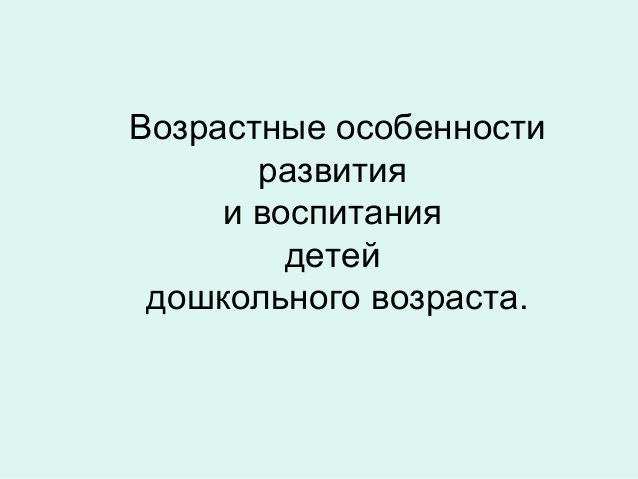 Возрастные особенности
развития
и воспитания
детей
дошкольного возраста.